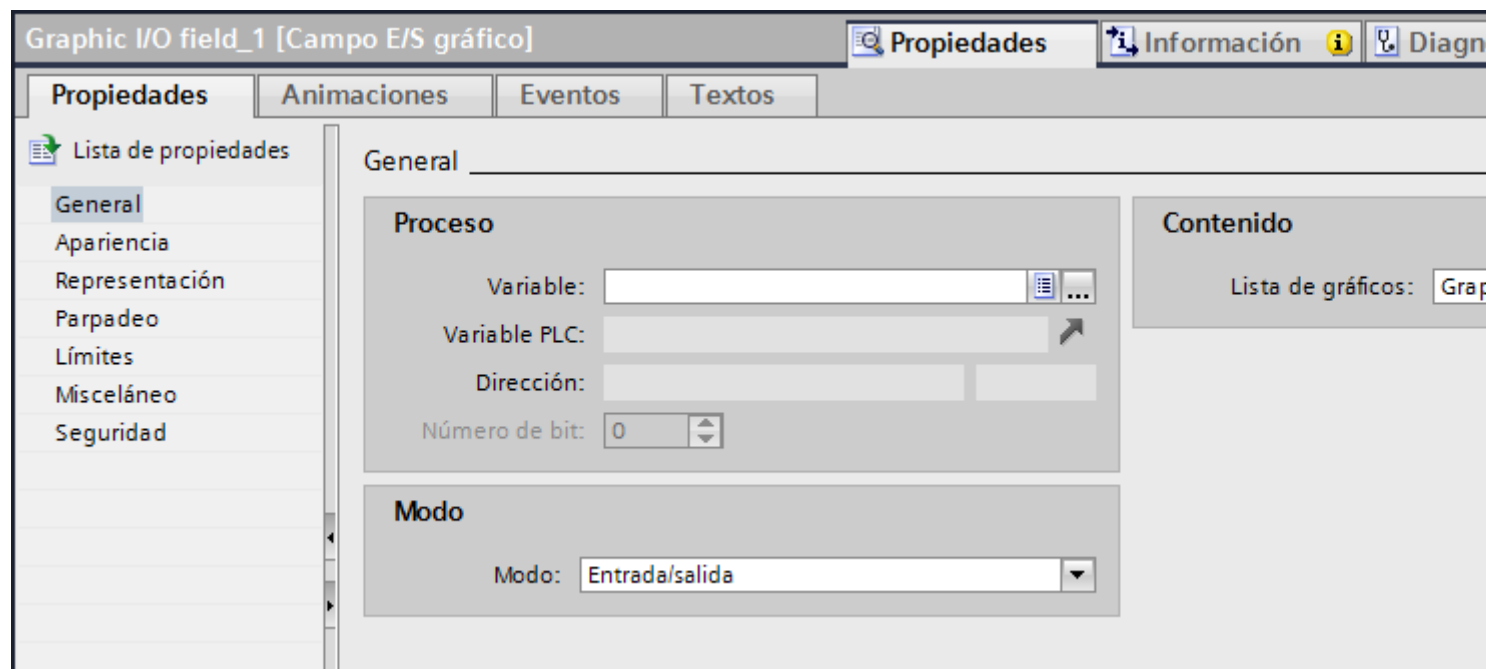 Graphic I/O field_1 [Campo E/S gráfico]
Propiedades
Información
Diagn
Propiedades
Animaciones
Eventos
Textos
Lista de propiedades
General
Apariencia
Representación
Parpadeo
Límites
Misceláneo
Seguridad
General
Proceso
Variable:
...
Variable PLC:
Dirección:
Número de bit: 0
Modo
Modo: Entrada/salida
Contenido
Lista de gráficos: Grap